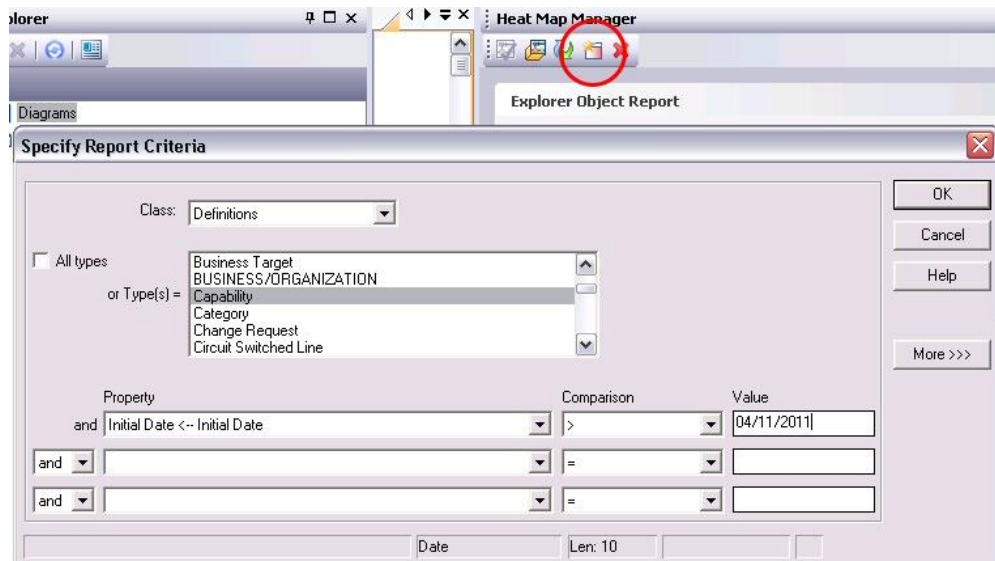 plorer
Heat Map Manager
Explorer Object Report
Diagrams
Specify Report Criteria
Class: Definitions
OK
Cancel
Help
More >>>
All types
or Type(s) =
Business Target
BUSINESS/ORGANIZATION
Capability
Category
Change Request
Circuit Switched Line
Property Comparison Value
and Initial Date <-- Initial Date > 04/11/2011
and =
and =
Date Len: 10